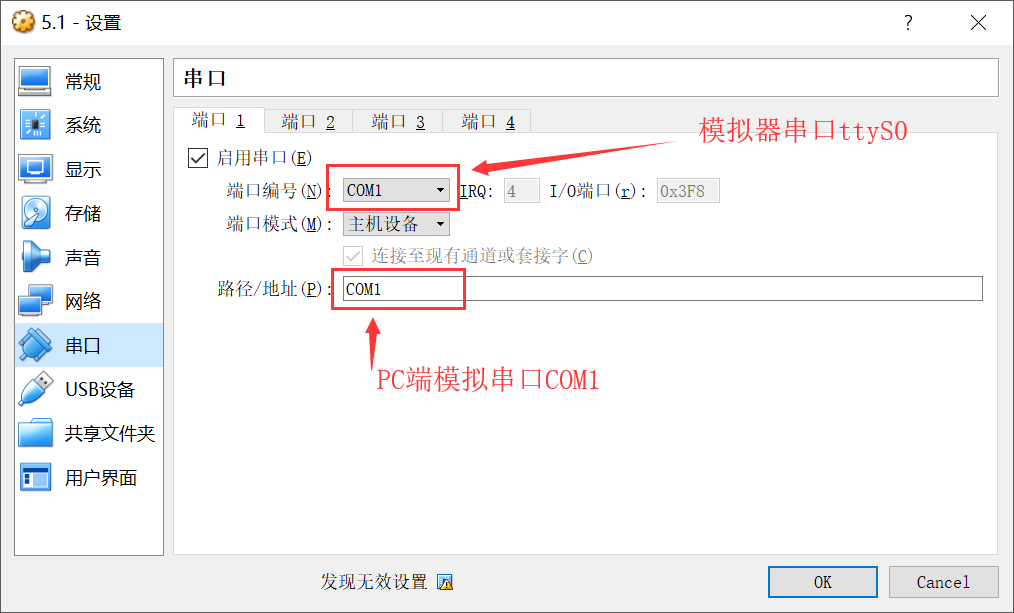 5.1 - 设置
?
常规
系统
显示
存储
声音
网络
串口
USB设备
共享文件夹
用户界面
串口
端口 1 端口 2 端口 3 端口 4
模拟器串口ttyS0
启用串口(E)
端口编号(N): COM1 IRQ: 4 I/O端口(r): 0x3F8
端口模式(M): 主机设备
连接至现有通道或套接字(C)
路径/地址(P): COM1
PC端模拟串口COM1
发现无效设置
OK Cancel